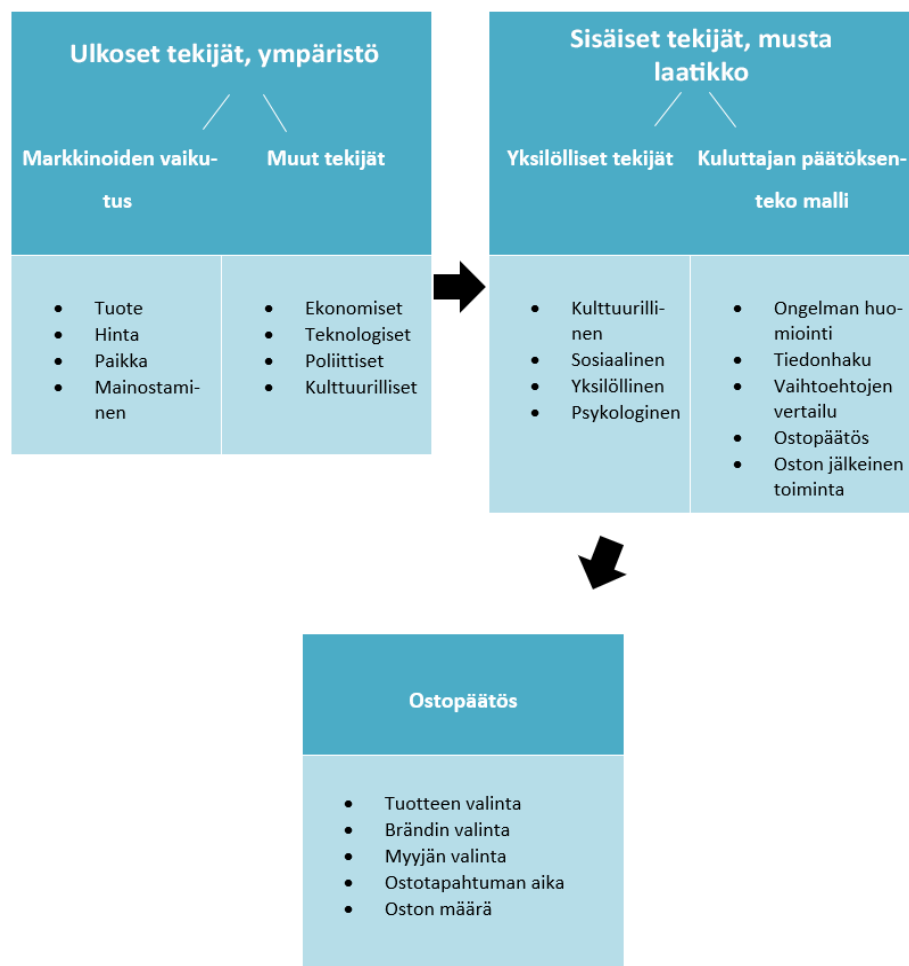 Ulkoset tekijät, ympäristö
Markkinoiden vaiku-
tus
Muut tekijät
• Tuote
• Hinta
• Paikka
• Mainostami-
nen
• Ekonomiset
• Teknologiset
• Poliittiset
• Kulttuurilliset
Sisäiset tekijät, musta
laatikko
Yksilölliset tekijät
Kuluttajan päätöksen-
teko malli
• Kulttuurilli-
nen
• Sosiaalinen
• Yksilöllinen
• Psykologinen
• Ongelman huo-
miointi
• Tiedonhaku
• Vaihtoehtojen
vertailu
• Ostopäätös
• Oston jälkeinen
toiminta
Ostopäätös
• Tuotteen valinta
• Brändin valinta
• Myyjän valinta
• Ostotapahtuman aika
• Oston määrä